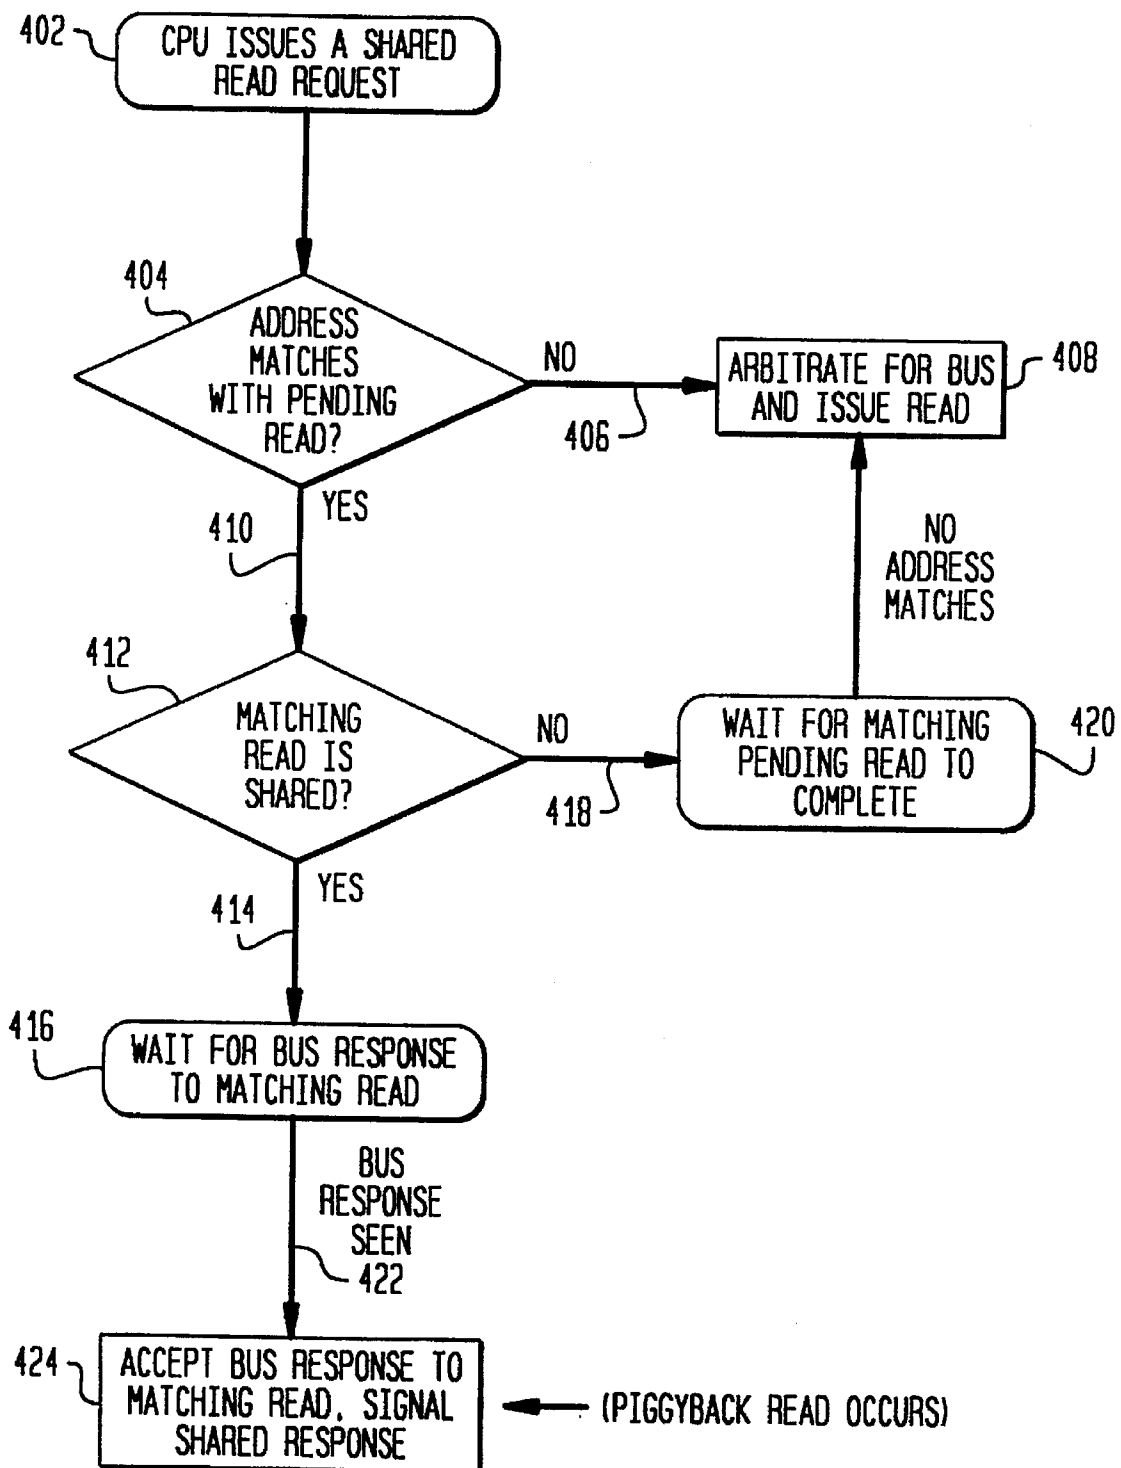 402
CPU ISSUES A SHARED
READ REQUEST
404
ADDRESS
MATCHES
WITH PENDING
READ?
NO
406
ARBITRATE FOR BUS
AND ISSUE READ
408
YES
410
NO
ADDRESS
MATCHES
412
MATCHING
READ IS
SHARED?
NO
418
WAIT FOR MATCHING
PENDING READ TO
COMPLETE
420
YES
414
416
WAIT FOR BUS RESPONSE
TO MATCHING READ
BUS
RESPONSE
SEEN
422
424
ACCEPT BUS RESPONSE TO
MATCHING READ, SIGNAL
SHARED RESPONSE
(PIGGYBACK READ OCCURS)